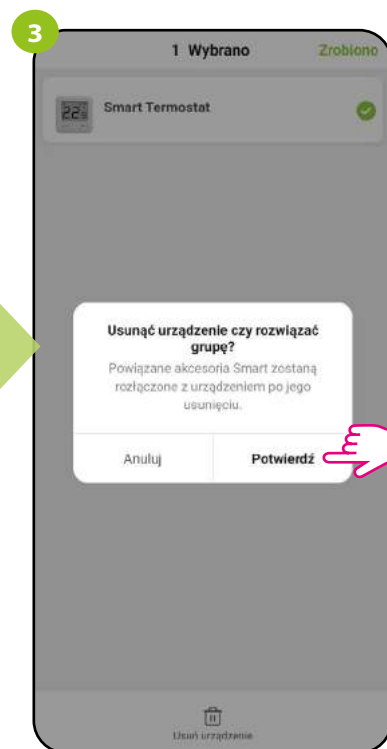 3
1 Wybrano Zrobiono
22
Smart Termostat
Usunąć urządzenie czy rozwiązać
grupę?
Powiązane akcesoria Smart zostaną
rozłączone z urządzeniem po jego
usunięciu.
Anuluj Potwierdź
Usuń urządzenie